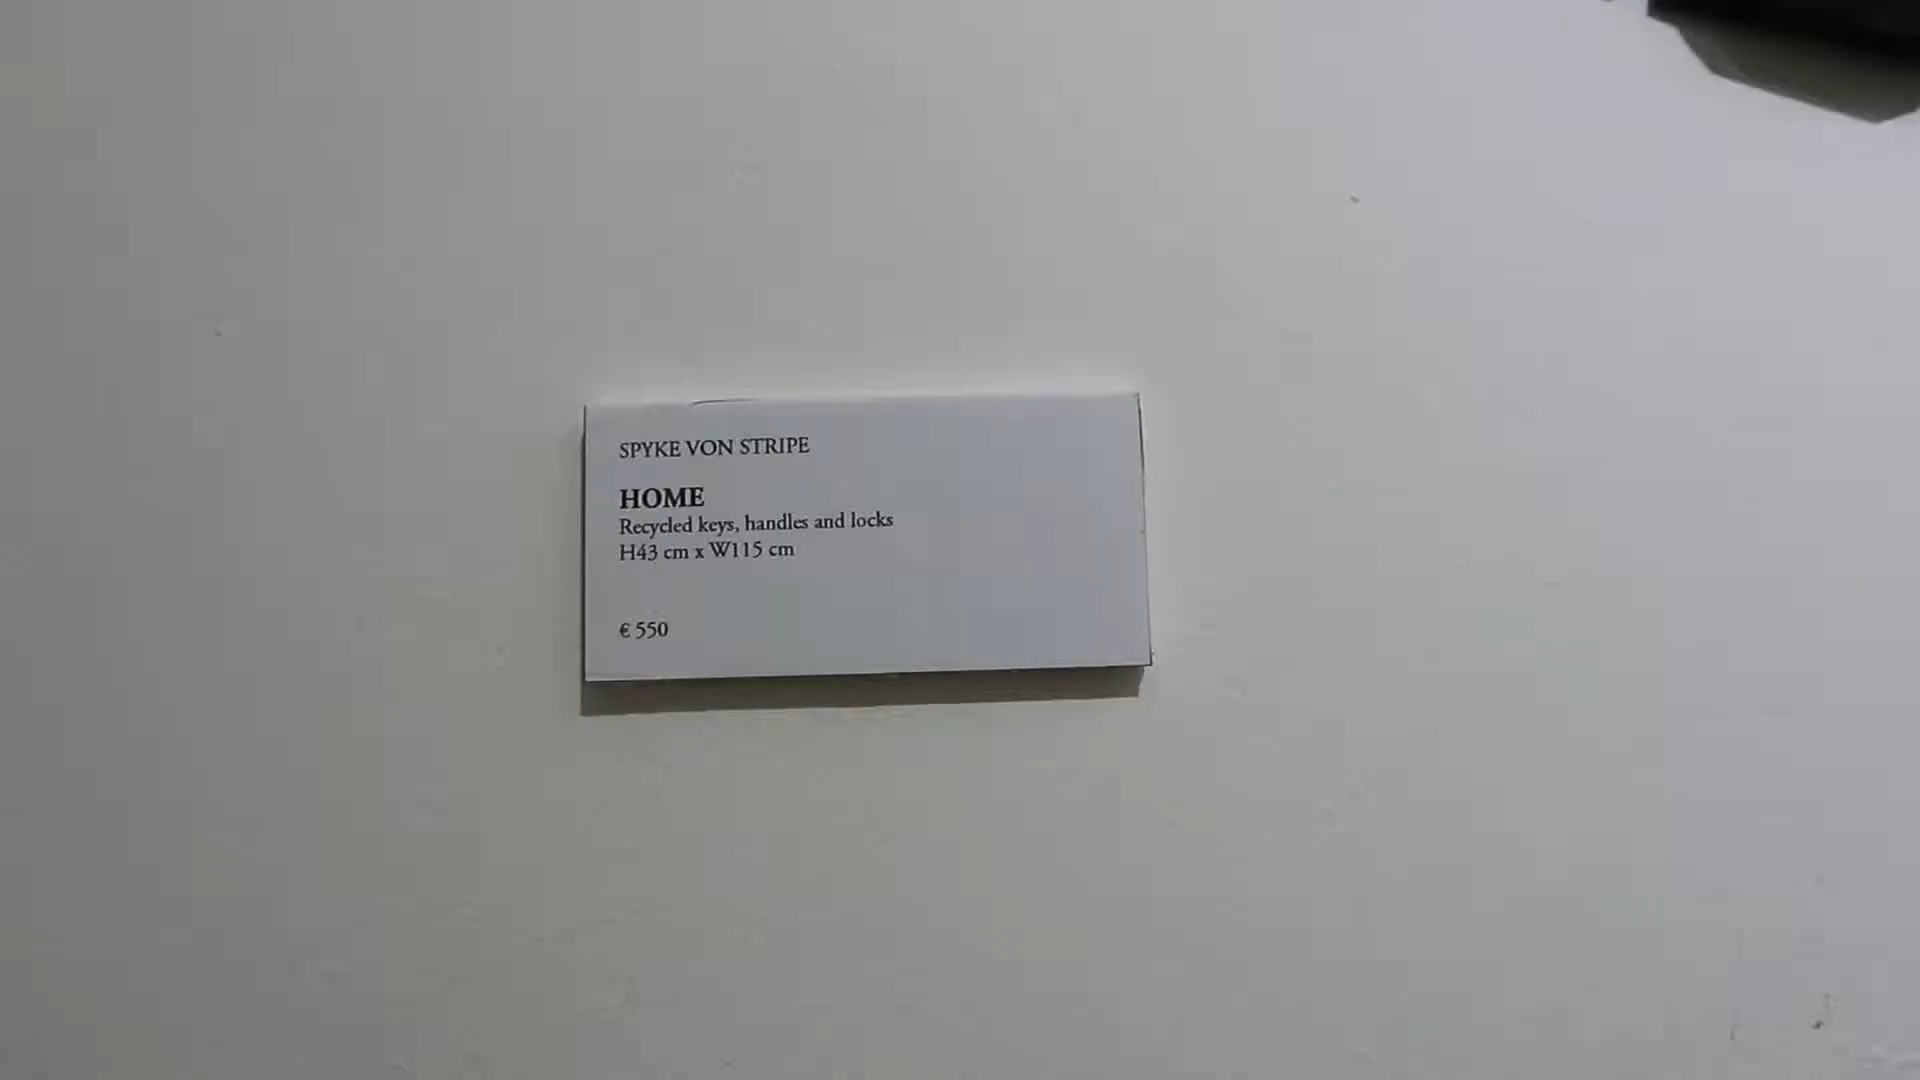 SPYKE VON STRIPE
HOME
Recycled keys, handles and locks
H43 cm x W115 cm
€ 550